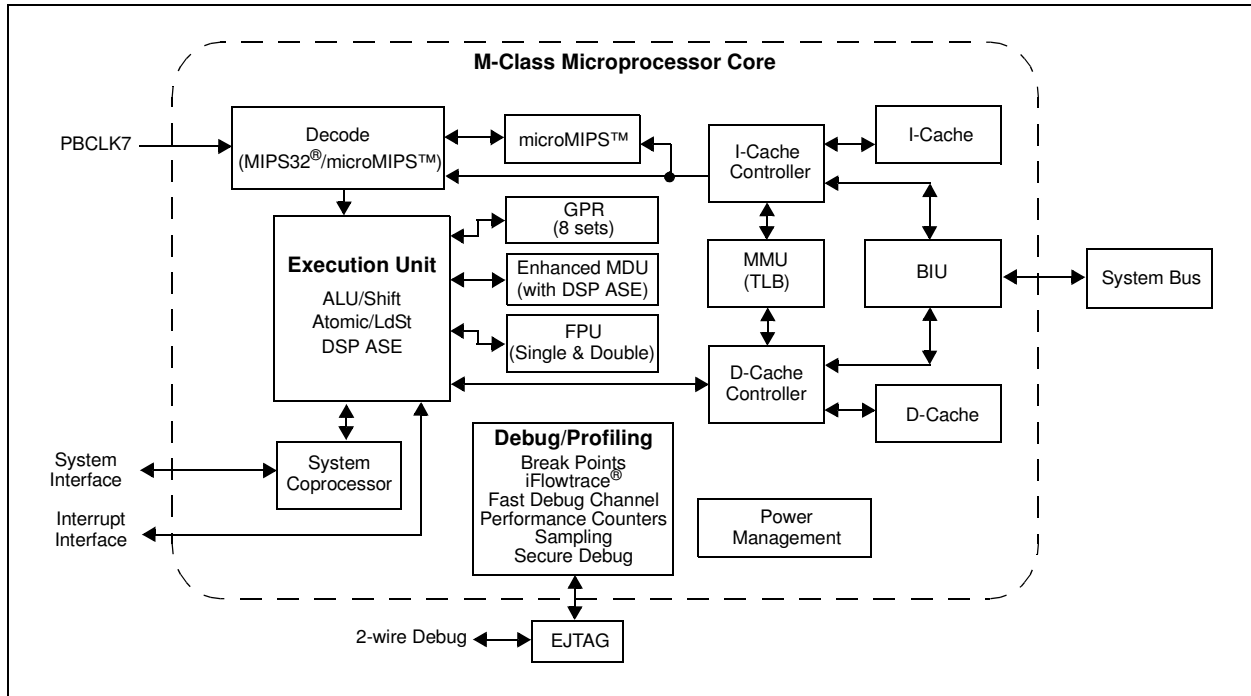 M-Class Microprocessor Core
PBCLK7
Decode
(MIPS32®/microMIPS™)
microMIPS™
I-Cache
Controller
I-Cache
GPR
(8 sets)
Execution Unit
ALU/Shift
Atomic/LdSt
DSP ASE
Enhanced MDU
(with DSP ASE)
MMU
(TLB)
BIU
System Bus
FPU
(Single & Double)
D-Cache
Controller
D-Cache
System
Interface
System
Coprocessor
Interrupt
Interface
Debug/Profiling
Break Points
iFlowtrace®
Fast Debug Channel
Performance Counters
Sampling
Secure Debug
Power
Management
2-wire Debug
EJTAG